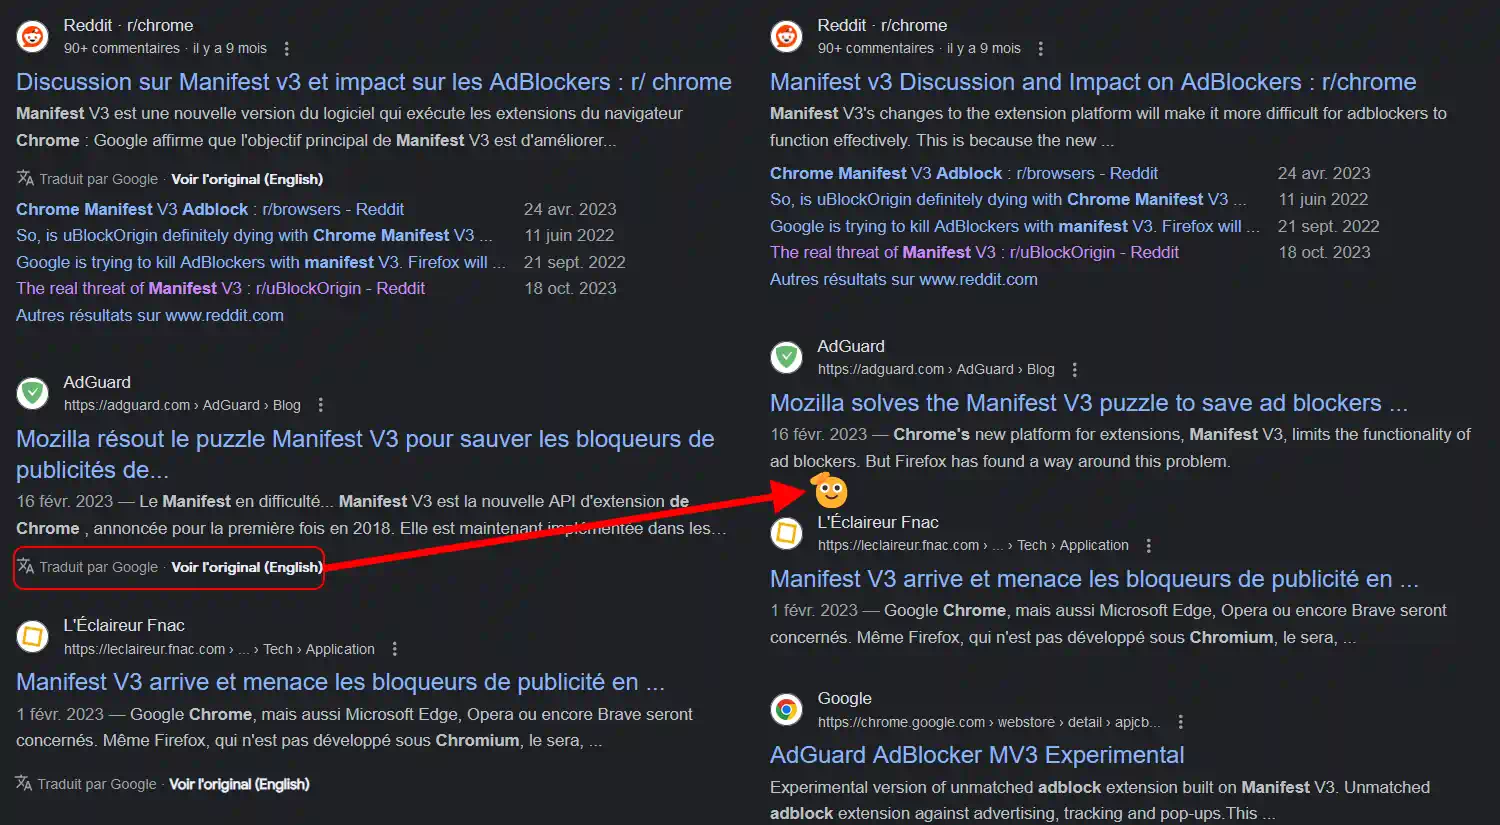 Reddit · r/chrome
90+ commentaires · il y a 9 mois
Discussion sur Manifest v3 et impact sur les AdBlockers : r/ chrome
Manifest V3 est une nouvelle version du logiciel qui exécute les extensions du navigateur
Chrome : Google affirme que l'objectif principal de Manifest V3 est d'améliorer...
Traduit par Google · Voir l'original (English)
Chrome Manifest V3 Adblock : r/browsers - Reddit 24 avr. 2023
So, is uBlockOrigin definitely dying with Chrome Manifest V3 ... 11 juin 2022
Google is trying to kill AdBlockers with manifest V3. Firefox will ... 21 sept. 2022
The real threat of Manifest V3 : r/uBlockOrigin - Reddit 18 oct. 2023
Autres résultats sur www.reddit.com
AdGuard
https://adguard.com › AdGuard › Blog
Mozilla résout le puzzle Manifest V3 pour sauver les bloqueurs de
publicités de...
16 févr. 2023 — Le Manifest en difficulté... Manifest V3 est la nouvelle API d'extension de
Chrome , annoncée pour la première fois en 2018. Elle est maintenant implémentée dans les...
Traduit par Google · Voir l'original (English)
L'Éclaireur Fnac
https://leclaireur.fnac.com › ... › Tech › Application
Manifest V3 arrive et menace les bloqueurs de publicité en ...
1 févr. 2023 — Google Chrome, mais aussi Microsoft Edge, Opera ou encore Brave seront
concernés. Même Firefox, qui n'est pas développé sous Chromium, le sera, ...
Traduit par Google · Voir l'original (English)
Reddit · r/chrome
90+ commentaires · il y a 9 mois
Manifest v3 Discussion and Impact on AdBlockers : r/chrome
Manifest V3's changes to the extension platform will make it more difficult for adblockers to
function effectively. This is because the new ...
Chrome Manifest V3 Adblock : r/browsers - Reddit 24 avr. 2023
So, is uBlockOrigin definitely dying with Chrome Manifest V3 ... 11 juin 2022
Google is trying to kill AdBlockers with manifest V3. Firefox will ... 21 sept. 2022
The real threat of Manifest V3 : r/uBlockOrigin - Reddit 18 oct. 2023
Autres résultats sur www.reddit.com
AdGuard
https://adguard.com › AdGuard › Blog
Mozilla solves the Manifest V3 puzzle to save ad blockers ...
16 févr. 2023 — Chrome's new platform for extensions, Manifest V3, limits the functionality of
ad blockers. But Firefox has found a way around this problem.
L'Éclaireur Fnac
https://leclaireur.fnac.com › ... › Tech › Application
Manifest V3 arrive et menace les bloqueurs de publicité en ...
1 févr. 2023 — Google Chrome, mais aussi Microsoft Edge, Opera ou encore Brave seront
concernés. Même Firefox, qui n'est pas développé sous Chromium, le sera, ...
Google
https://chrome.google.com › webstore › detail › apjcb...
AdGuard AdBlocker MV3 Experimental
Experimental version of unmatched adblock extension built on Manifest V3. Unmatched
adblock extension against advertising, tracking and pop-ups.This ...